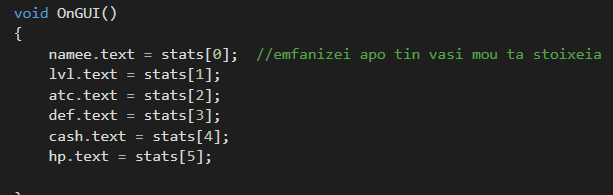 void OnGUI()
{
namee.text = stats[0];  //emfanizei apo tin vasi mou ta stoixeia
lvl.text = stats[1];
atc.text = stats[2];
def.text = stats[3];
cash.text = stats[4];
hp.text = stats[5];
}